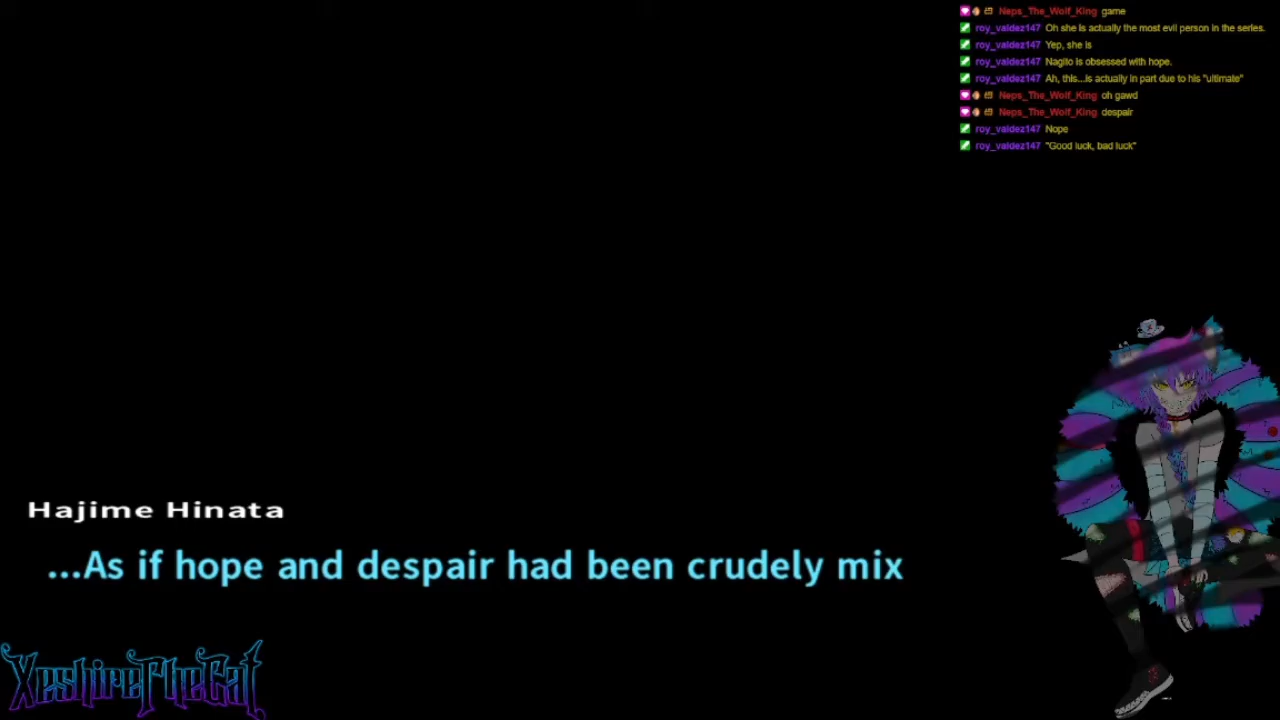 Neps_The_Wolf_King game
roy_valdez147 Oh she is actually the most evil person in the series.
roy_valdez147 Yep, she is
roy_valdez147 Nagito is obsessed with hope.
roy_valdez147 Ah, this...is actually in part due to his "ultimate"
Neps_The_Wolf_King oh gawd
Neps_The_Wolf_King despair
roy_valdez147 Nope
roy_valdez147 "Good luck, bad luck"
Hajime Hinata
...As if hope and despair had been crudely mix
XeshireTheCat